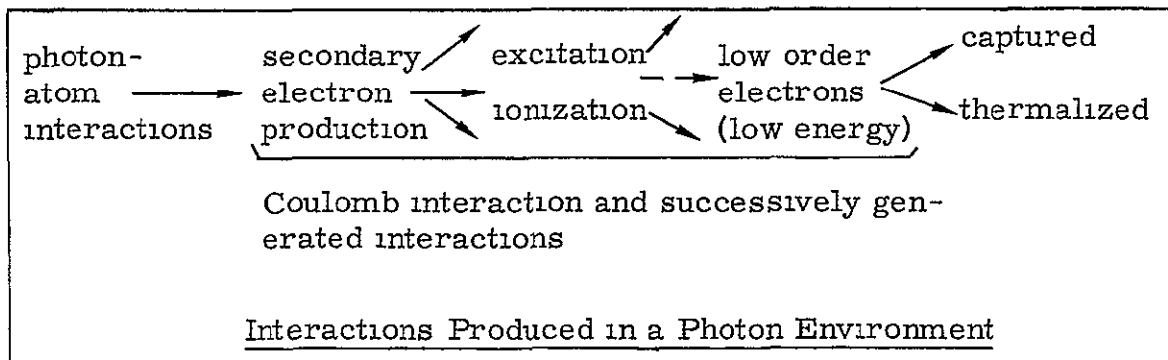 photon-
atom
interactions
secondary
electron
production
excitation
ionization
low order
electrons
(low energy)
captured
thermalized
Coulomb interaction and successively gen-
erated interactions
Interactions Produced in a Photon Environment